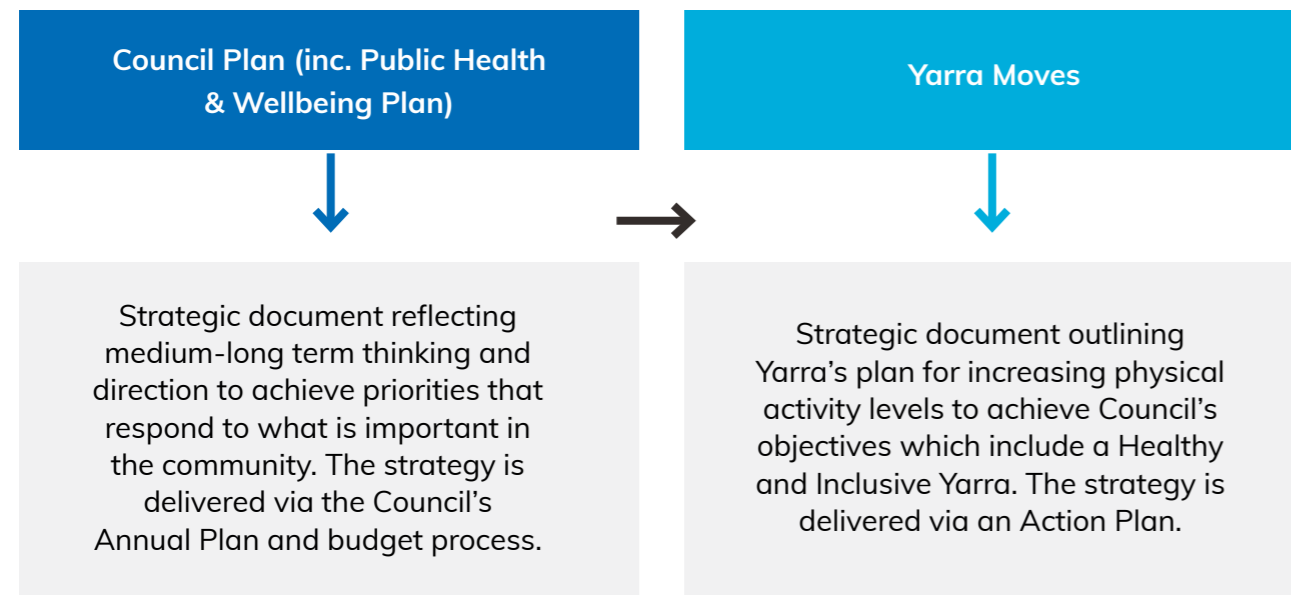 Council Plan (inc. Public Health
& Wellbeing Plan)
Yarra Moves
Strategic document reflecting
medium-long term thinking and
direction to achieve priorities that
respond to what is important in
the community. The strategy is
delivered via the Council’s
Annual Plan and budget process.
Strategic document outlining
Yarra’s plan for increasing physical
activity levels to achieve Council’s
objectives which include a Healthy
and Inclusive Yarra. The strategy is
delivered via an Action Plan.